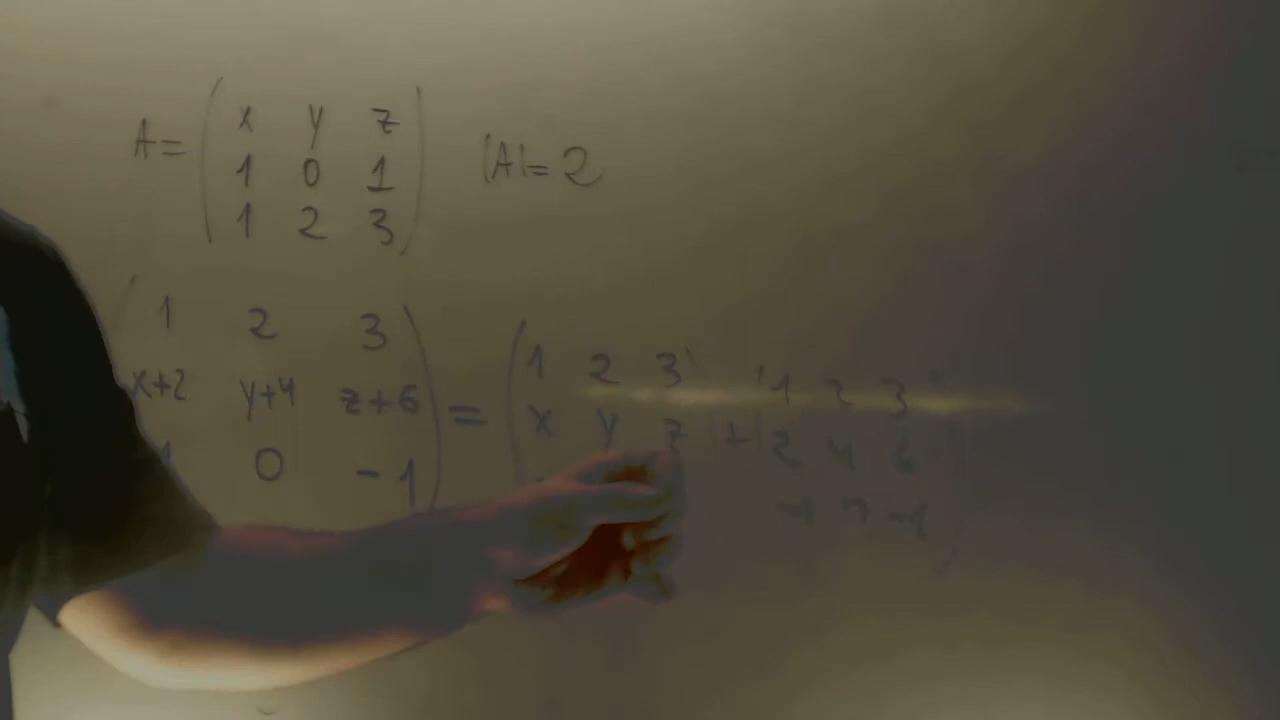 A = ( x y z ) |A| = 2
1 0 1
1 2 3
( 1 2 3 ) = ( 1 2 3 1 2 3
x+2 y+4 z+6 x y z + 2 4 6
0 -1